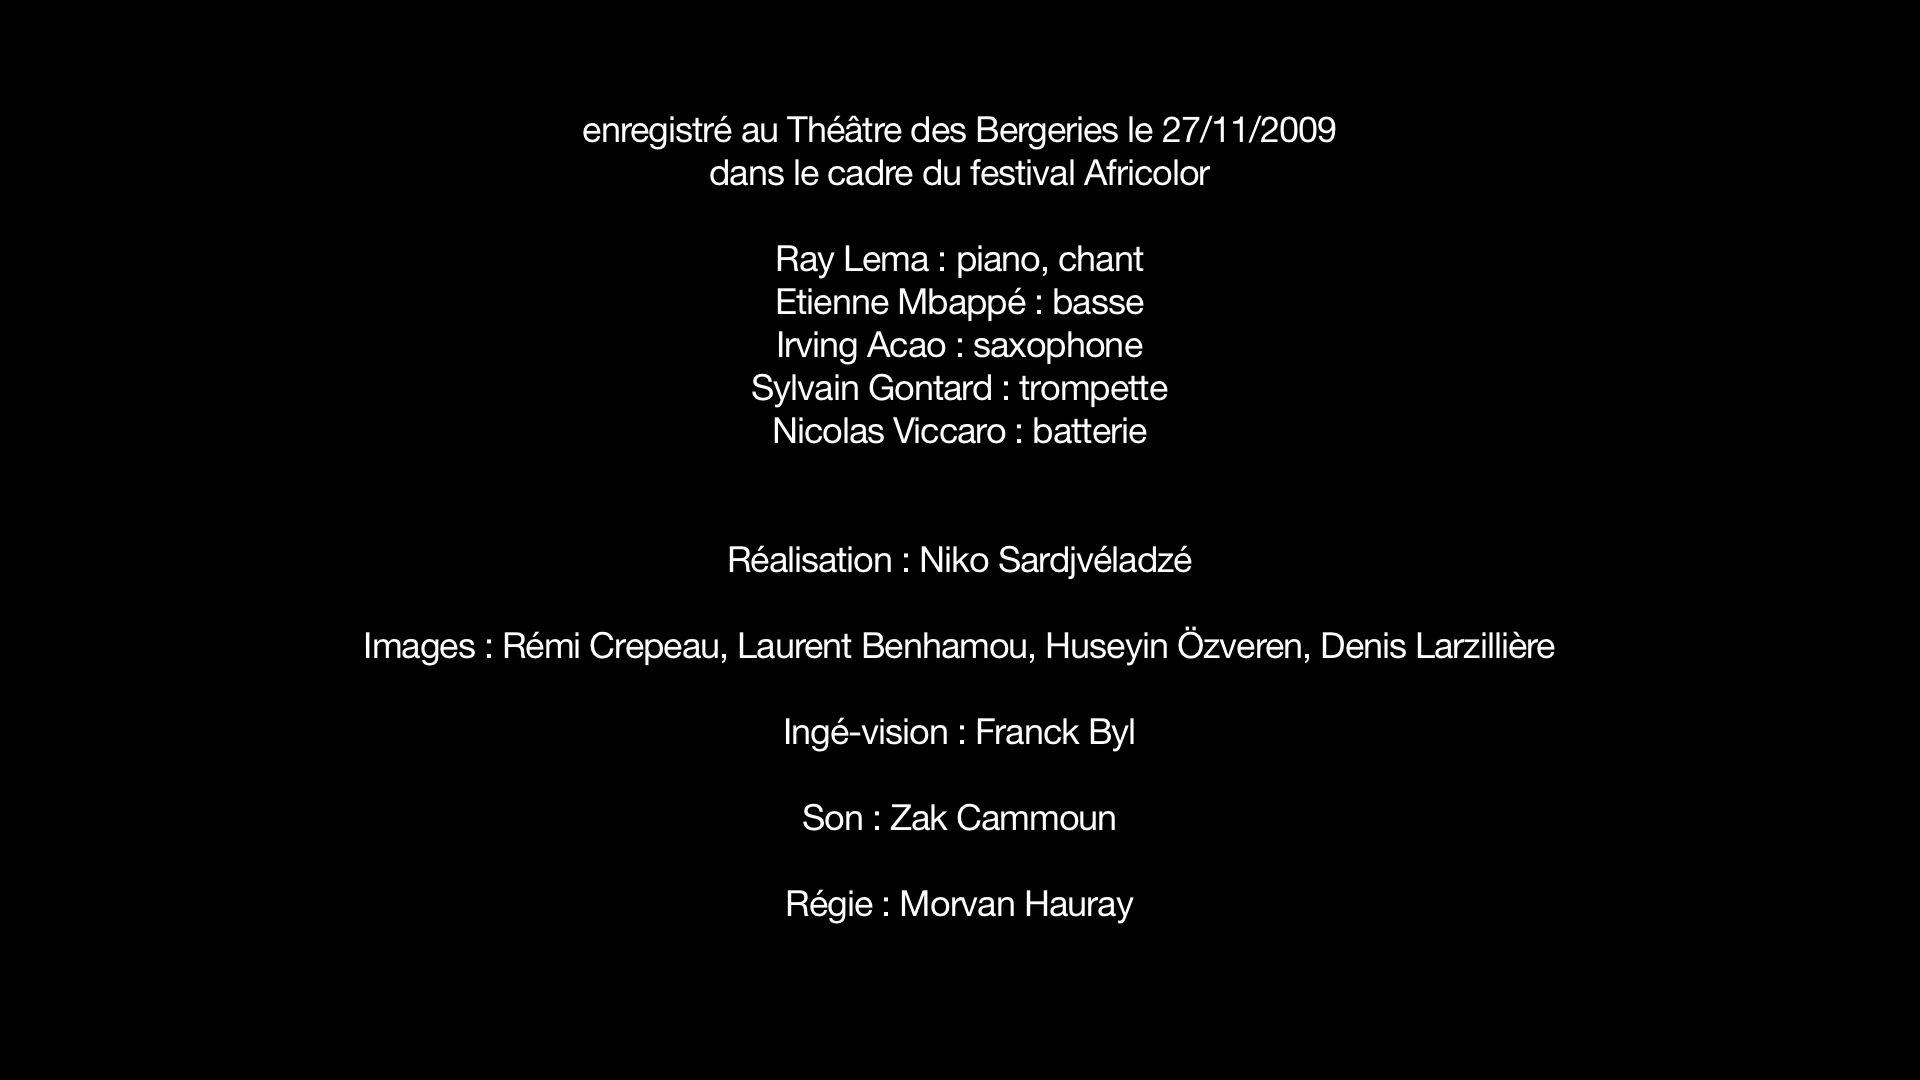 enregistré au Théâtre des Bergeries le 27/11/2009
dans le cadre du festival Africolor
Ray Lema : piano, chant
Etienne Mbappé : basse
Irving Acao : saxophone
Sylvain Gontard : trompette
Nicolas Viccaro : batterie
Réalisation : Niko Sardjvéladzé
Images : Rémi Crepeau, Laurent Benhamou, Huseyin Özveren, Denis Larzillière
Ingé-vision : Franck Byl
Son : Zak Cammoun
Régie : Morvan Hauray